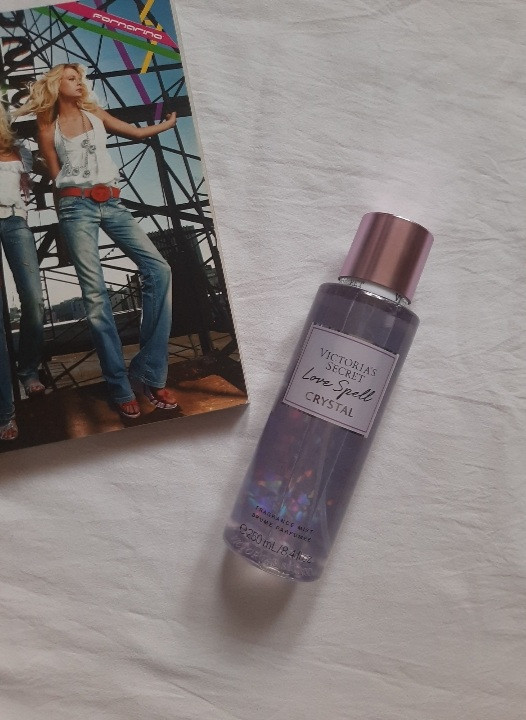 Fornarina
VICTORIA'S
SECRET
Love Spell
CRYSTAL
FRAGRANCE MIST
BRUME PARFUMÉE
250 mL/8.4 fl oz